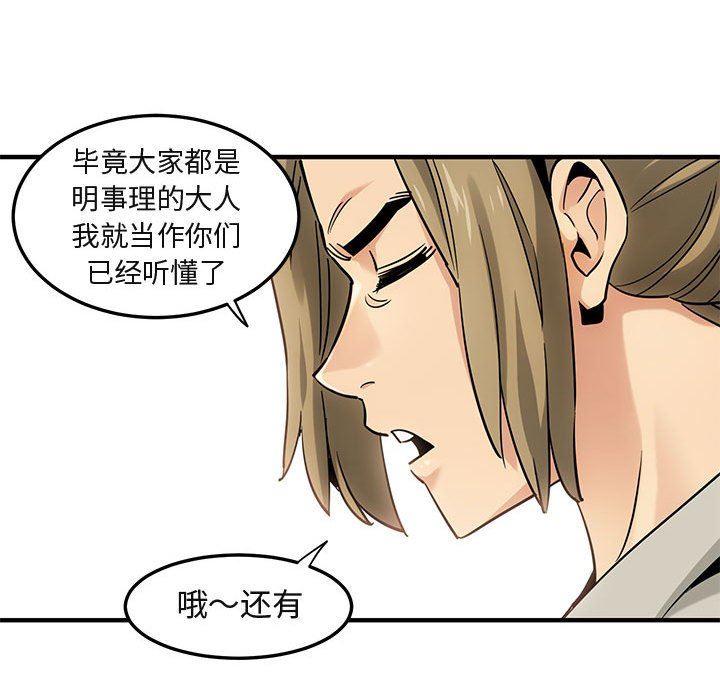 毕竟大家都是
明事理的大人
我就当作你们
已经听懂了
哦～还有